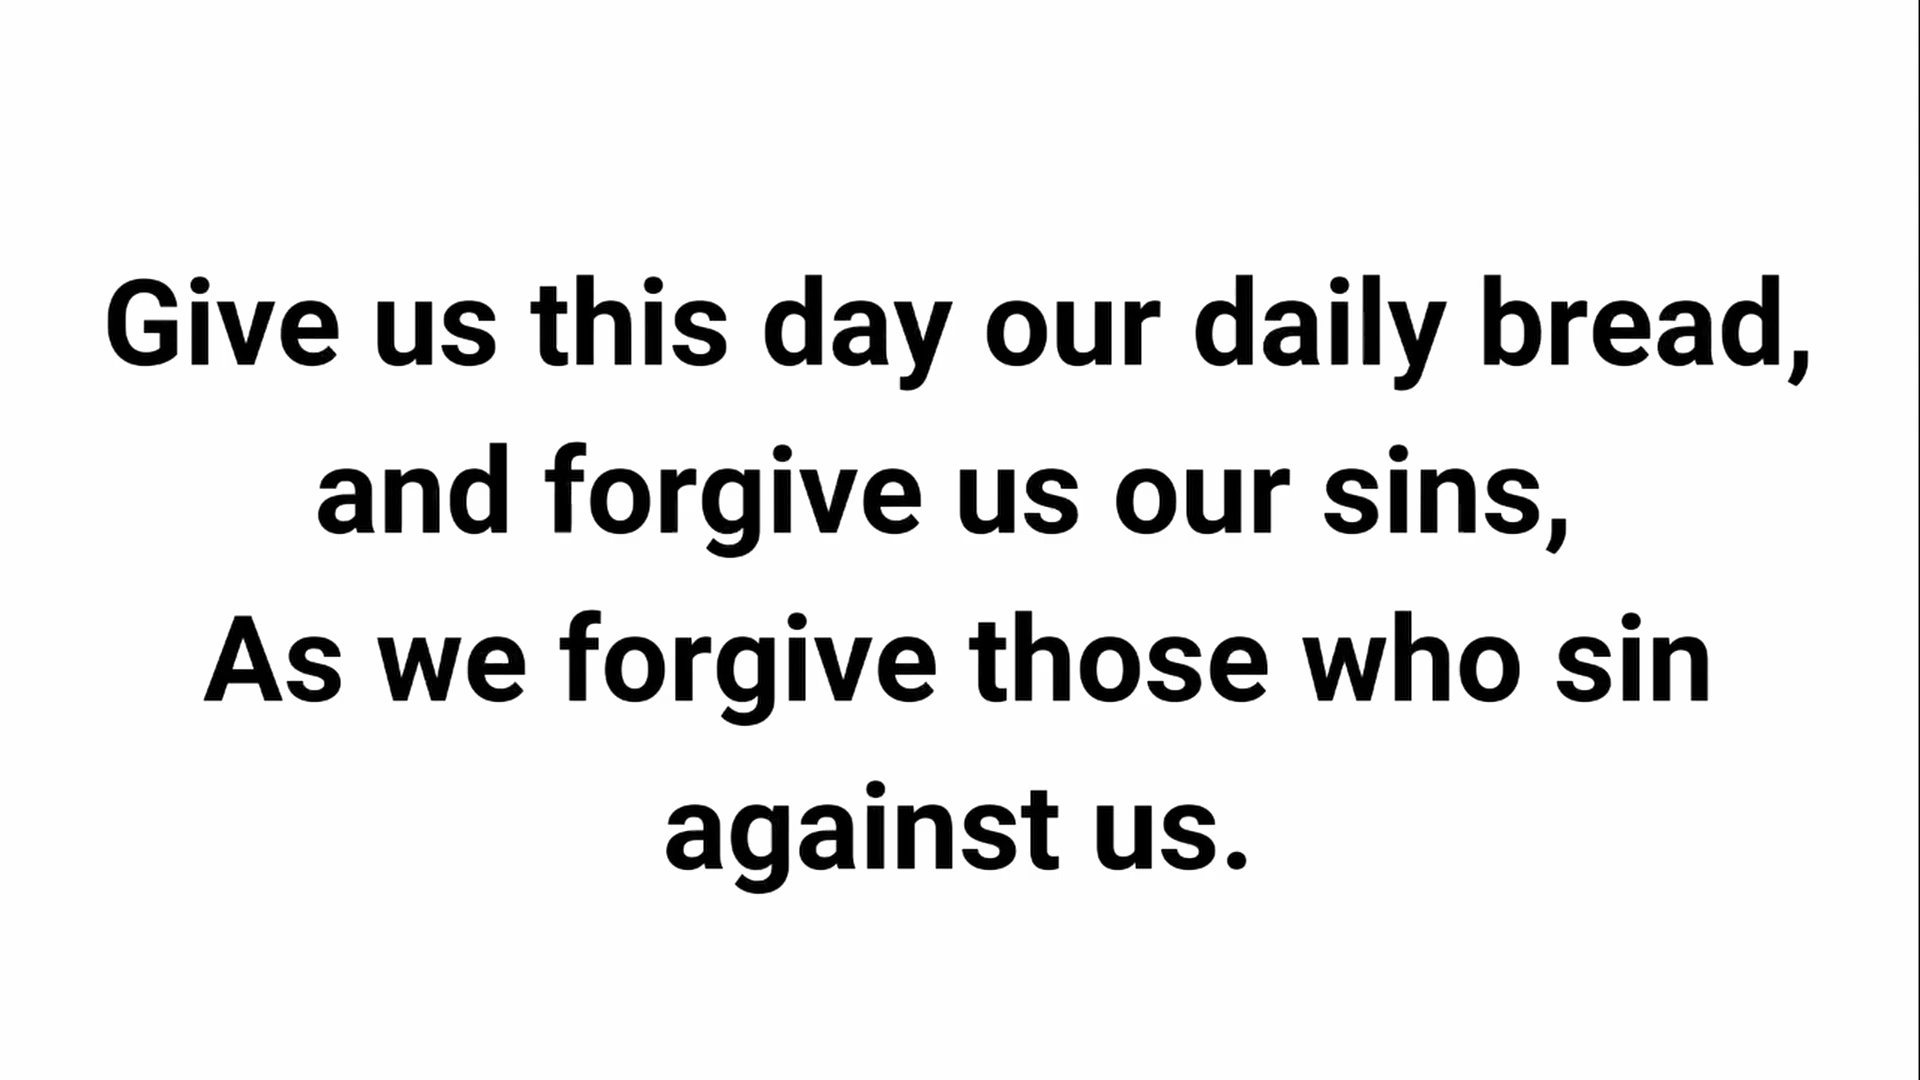 Give us this day our daily bread,
and forgive us our sins,
As we forgive those who sin
against us.